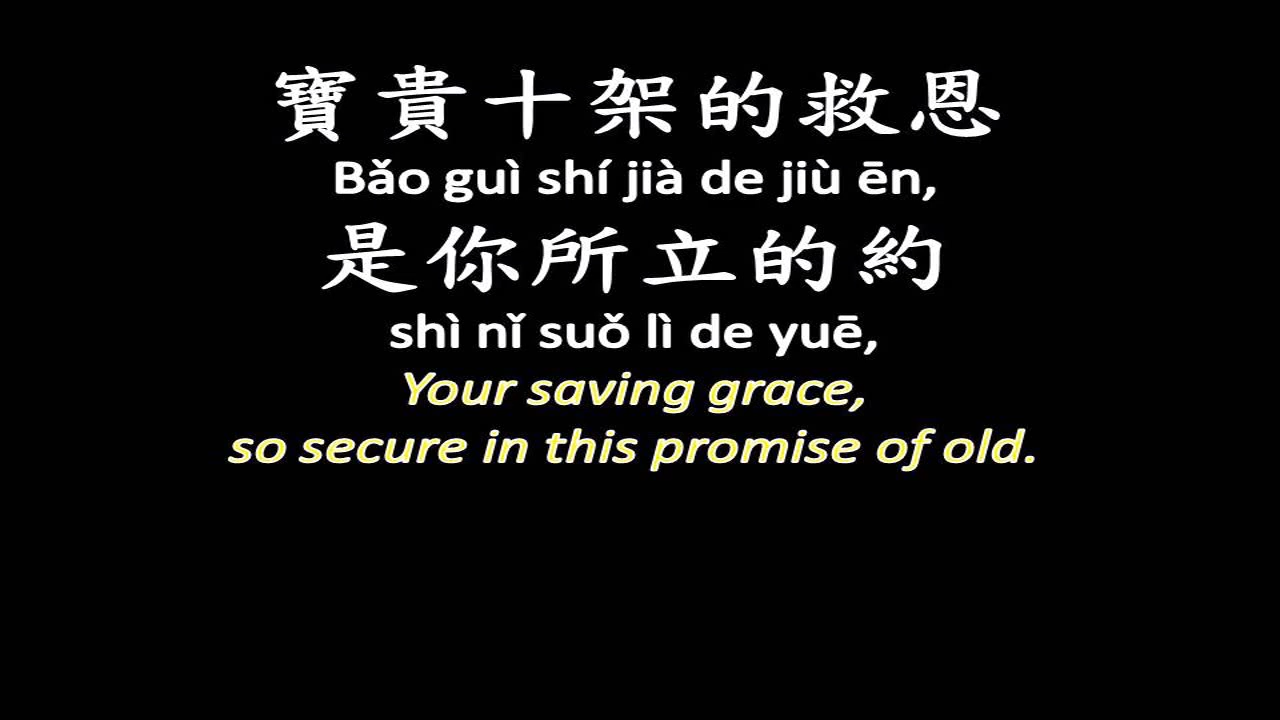 寶貴十架的救恩
Bǎo guì shí jià de jiù ēn,
是你所立的約
shì nǐ suǒ lì de yuē,
Your saving grace,
so secure in this promise of old.